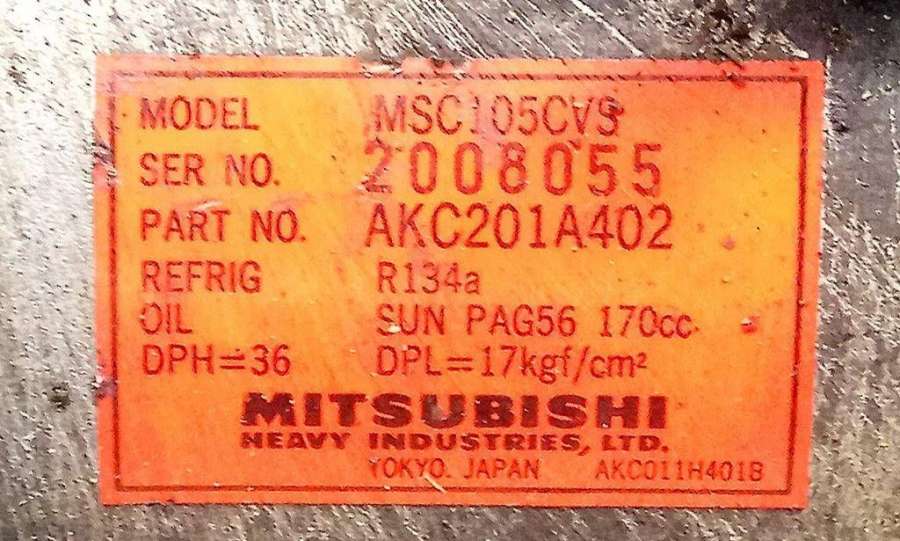 MODEL MSC105CVS
SER NO. 2008055
PART NO. AKC201A402
REFRIG R134a
OIL SUN PAG56 170cc
DPH=36 DPL=17kgf/cm²
MITSUBISHI
HEAVY INDUSTRIES, LTD.
YOKYO. JAPAN AKC011H401B